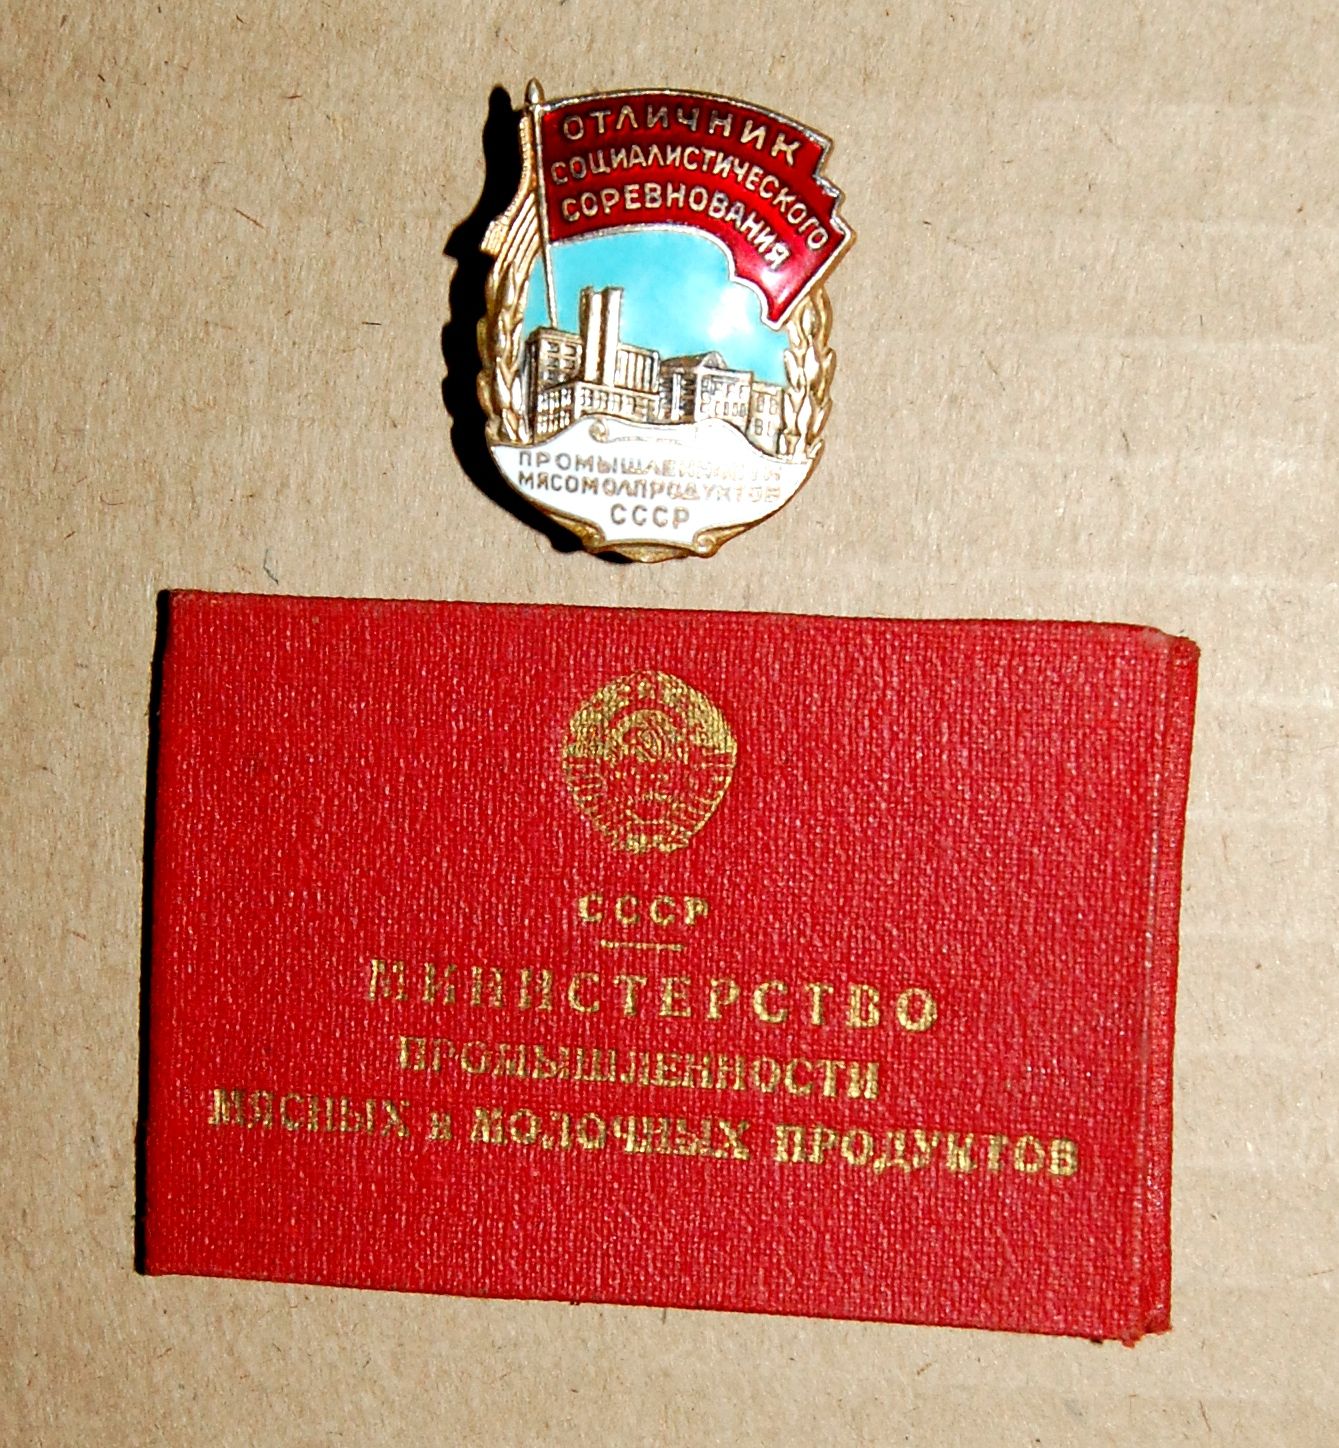 ОТЛИЧНИК
СОЦИАЛИСТИЧЕСКОГО
СОРЕВНОВАНИЯ
ПРОМЫШЛЕННОСТИ
МЯСОМОЛПРОДУКТОВ
СССР
СССР
МИНИСТЕРСТВО
ПРОМЫШЛЕННОСТИ
МЯСНЫХ и МОЛОЧНЫХ ПРОДУКТОВ